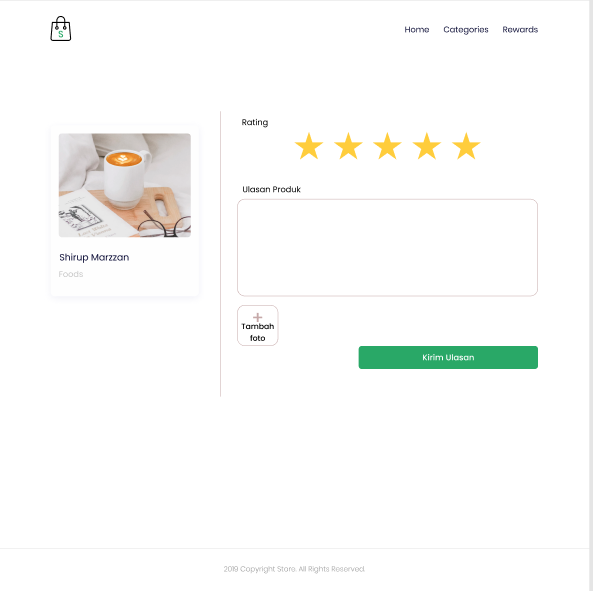 S
Home Categories Rewards
Rating
Ulasan Produk
Shirup Marzzan
Foods
Tambah
foto
Kirim Ulasan
2019 Copyright Store. All Rights Reserved.